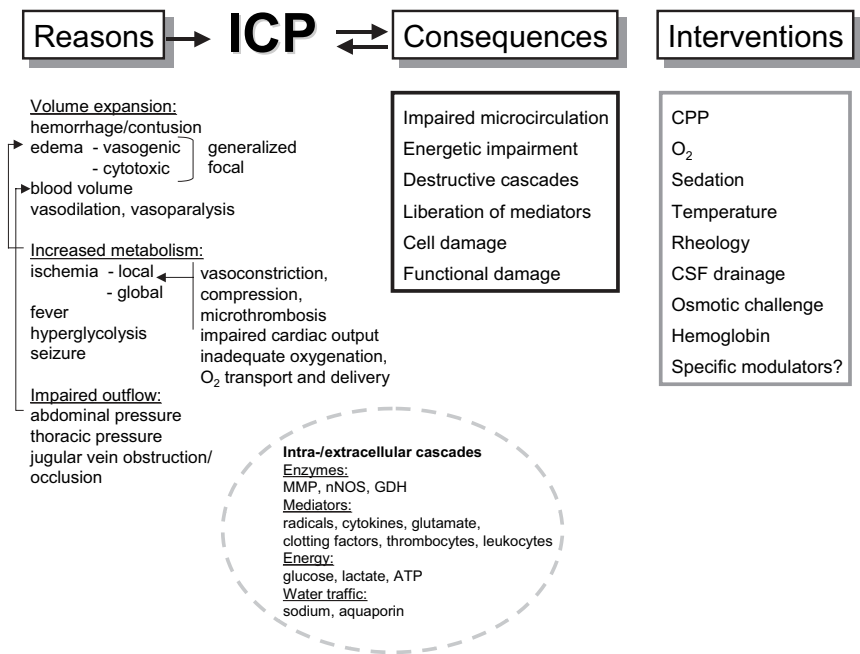 Reasons
ICP
Consequences
Interventions
Volume expansion:
hemorrhage/contusion
edema - vasogenic
- cytotoxic
generalized
focal
blood volume
vasodilation, vasoparalysis
Increased metabolism:
ischemia - local
- global
fever
hyperglycolysis
seizure
vasoconstriction,
compression,
microthrombosis
impaired cardiac output
inadequate oxygenation,
O₂ transport and delivery
Impaired outflow:
abdominal pressure
thoracic pressure
jugular vein obstruction/
occlusion
Impaired microcirculation
Energetic impairment
Destructive cascades
Liberation of mediators
Cell damage
Functional damage
CPP
O₂
Sedation
Temperature
Rheology
CSF drainage
Osmotic challenge
Hemoglobin
Specific modulators?
Intra-/extracellular cascades
Enzymes:
MMP, nNOS, GDH
Mediators:
radicals, cytokines, glutamate,
clotting factors, thrombocytes, leukocytes
Energy:
glucose, lactate, ATP
Water traffic:
sodium, aquaporin